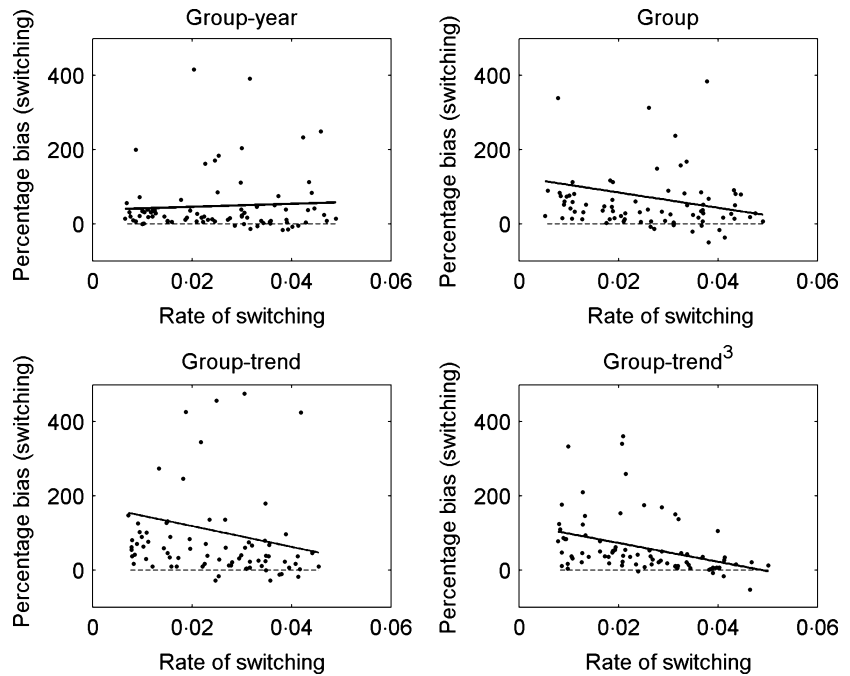 Group-year
Group
Percentage bias (switching)
400
200
0
0
0·02
0·04
0·06
Rate of switching
Percentage bias (switching)
400
200
0
0
0·02
0·04
0·06
Rate of switching
Group-trend
Group-trend³
Percentage bias (switching)
400
200
0
0
0·02
0·04
0·06
Rate of switching
Percentage bias (switching)
400
200
0
0
0·02
0·04
0·06
Rate of switching